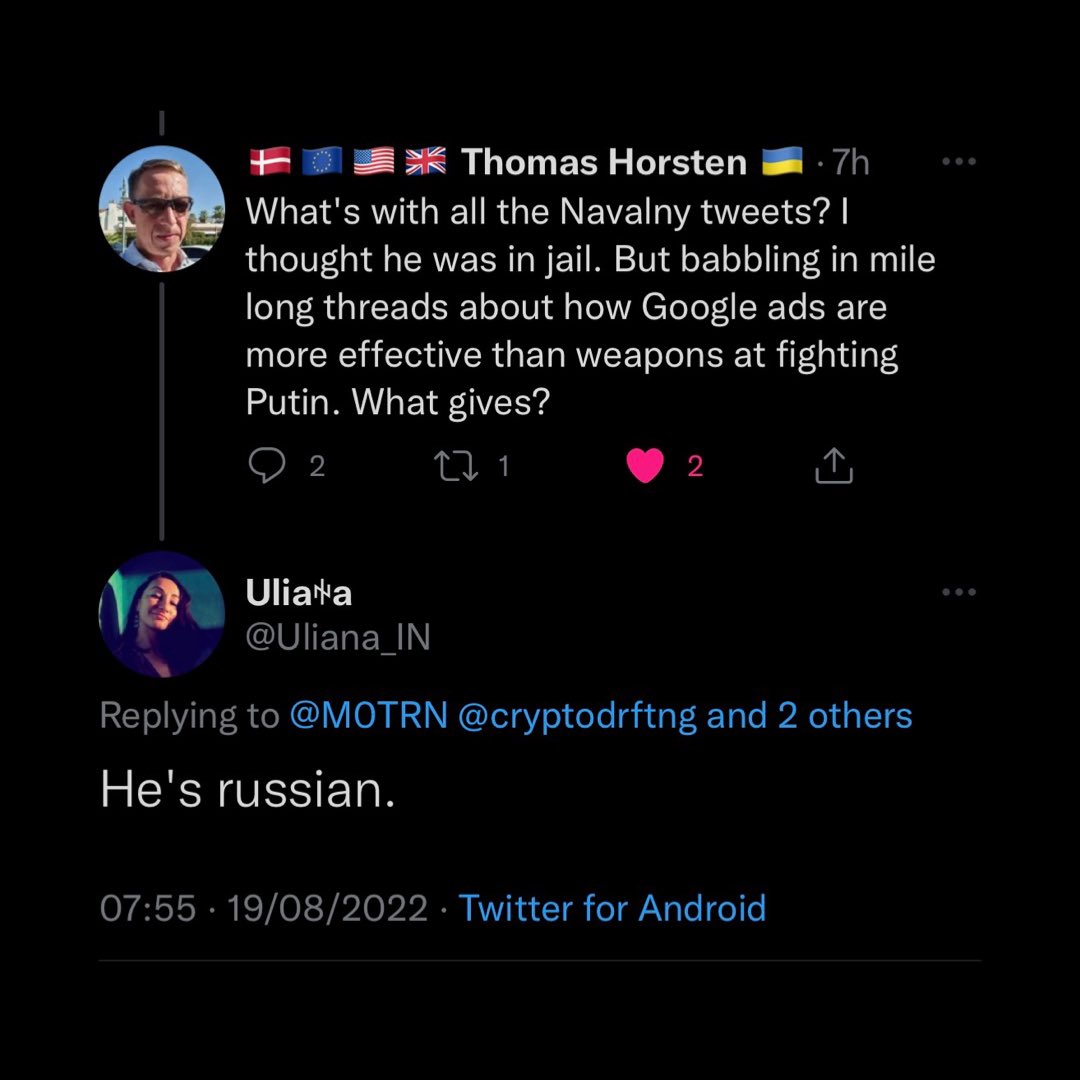 🇩🇰 🇪🇺 🇺🇸 🇬🇧 Thomas Horsten 🇺🇦 · 7h
What's with all the Navalny tweets? I
thought he was in jail. But babbling in mile
long threads about how Google ads are
more effective than weapons at fighting
Putin. What gives?
2 1 2
Uliaᚤa
@Uliana_IN
Replying to @M0TRN @cryptodrftng and 2 others
He's russian.
07:55 · 19/08/2022 · Twitter for Android